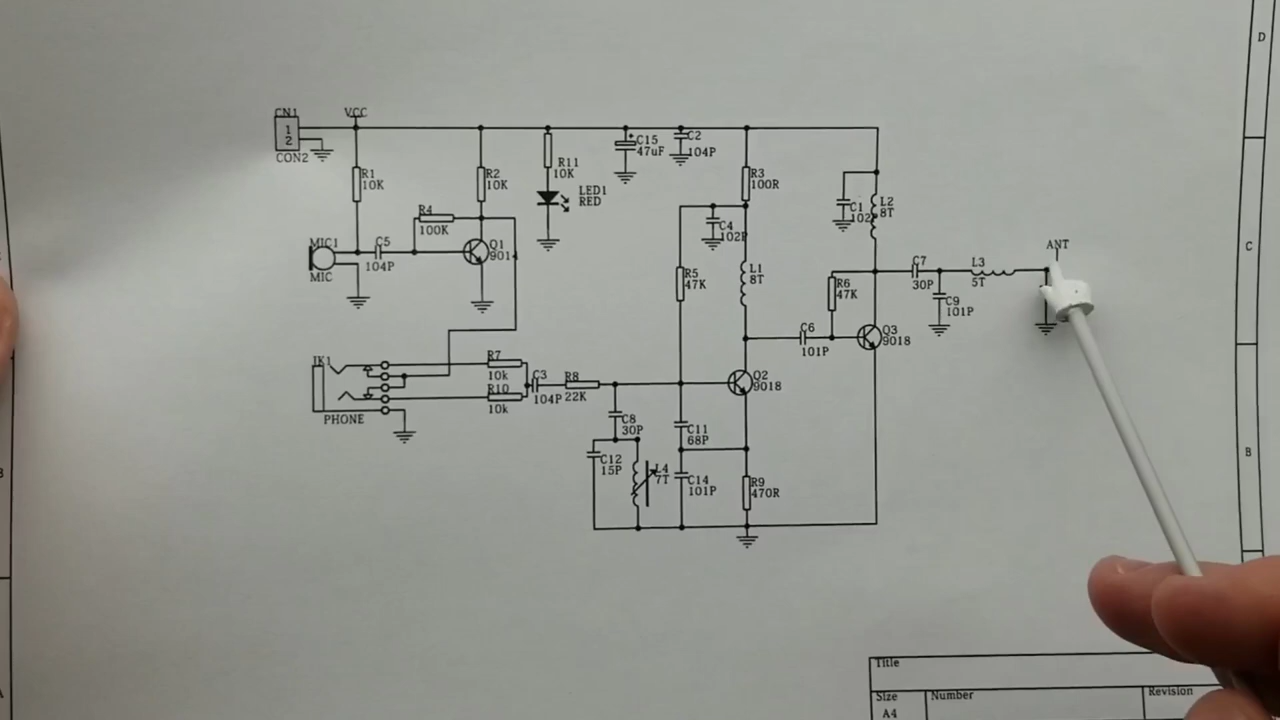 D
CN1
VCC
1
2
CON2
R1
10K
R2
10K
R11
10K
LED1
RED
C15
47uF
C2
104P
R3
100R
C1
L2
8T
R4
100K
C4
102P
MIC1
MIC
C5
104P
Q1
ANT
C
R5
47K
L1
8T
R6
47K
C7
30P
L3
5T
C9
101P
C6
101P
Q3
9018
JK1
PHONE
R7
10k
R10
10k
C3
104P
R8
22K
Q2
9018
C8
30P
C11
68P
C12
15P
L4
7T
C14
101P
R9
470R
B
Title
Size
A4
Number
Revision